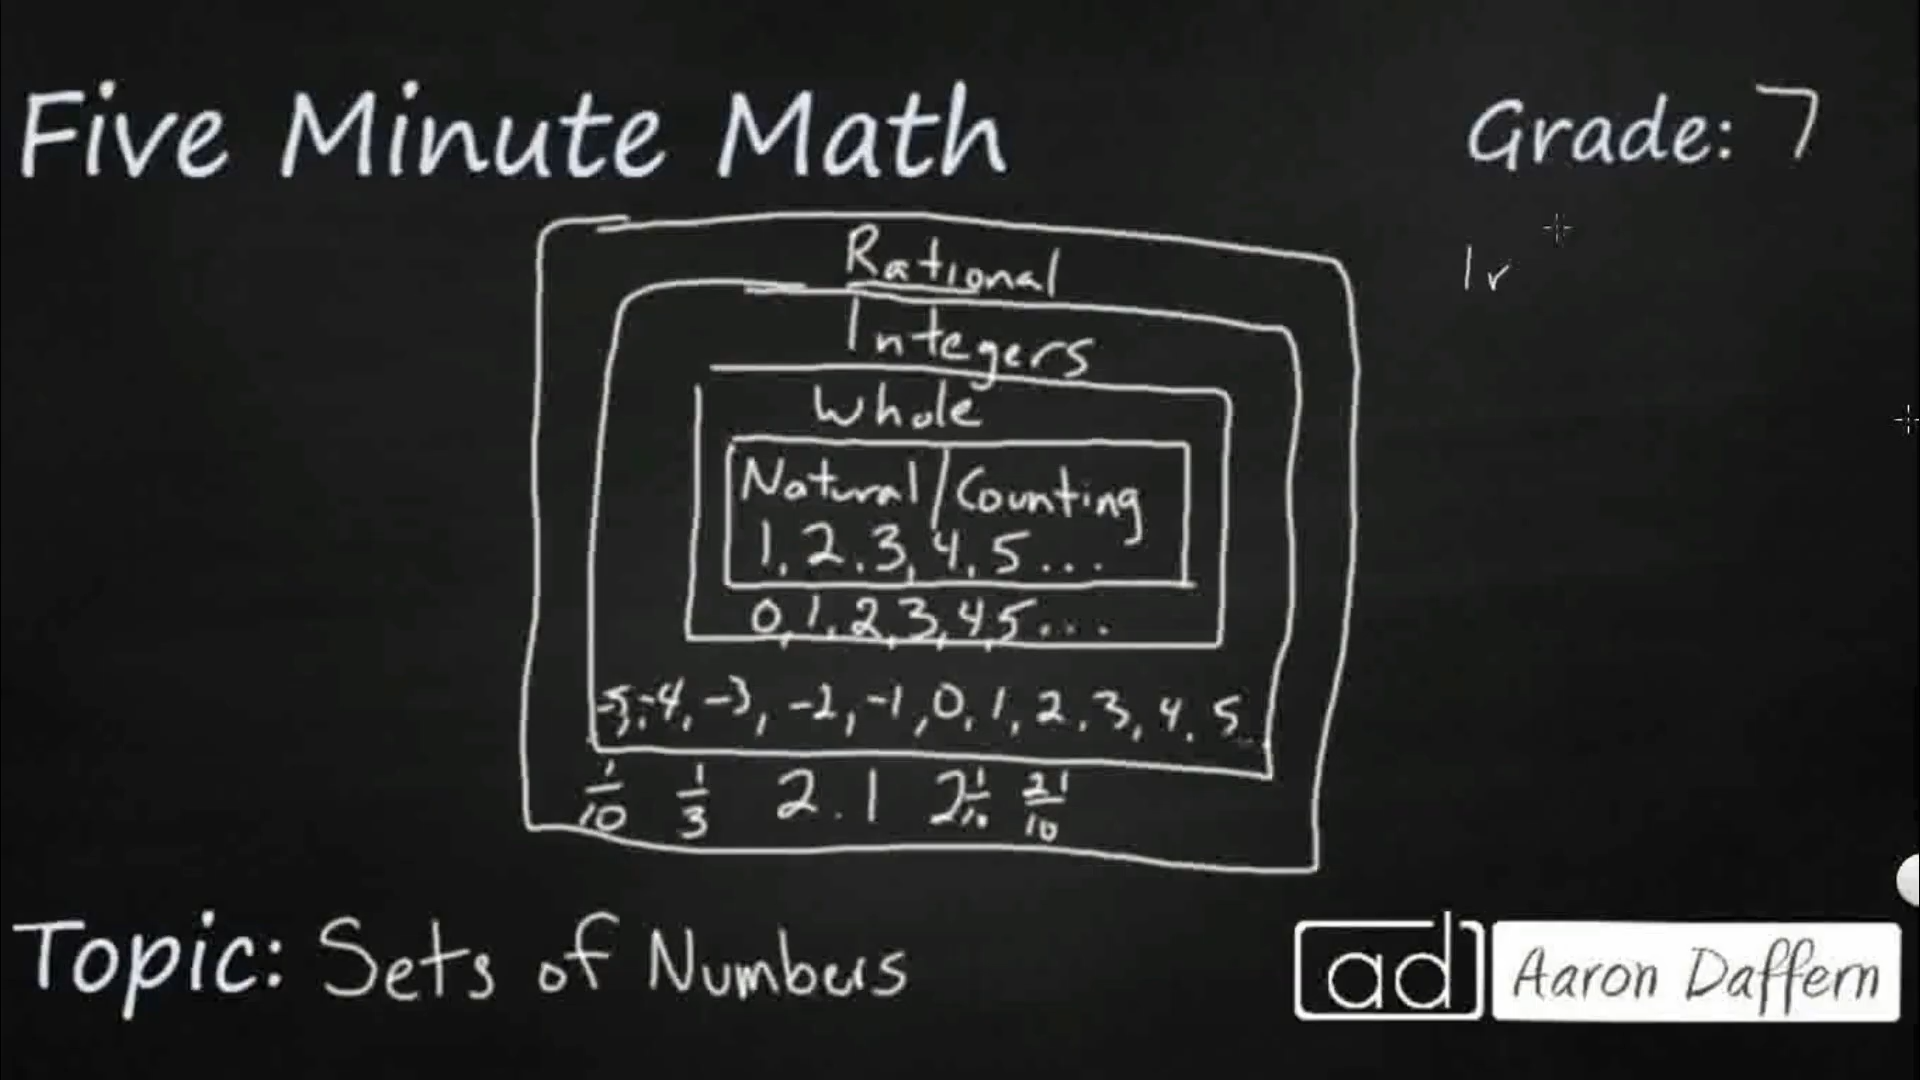 Five Minute Math
Grade: 7
Ir
Rational
Integers
Whole
Natural/Counting
1, 2, 3, 4, 5...
0, 1, 2, 3, 4, 5...
-5, -4, -3, -2, -1, 0, 1, 2, 3, 4, 5...
1/10 1/3 2.1 2 1/10 21/10
Topic: Sets of Numbers
ad Aaron Daffern